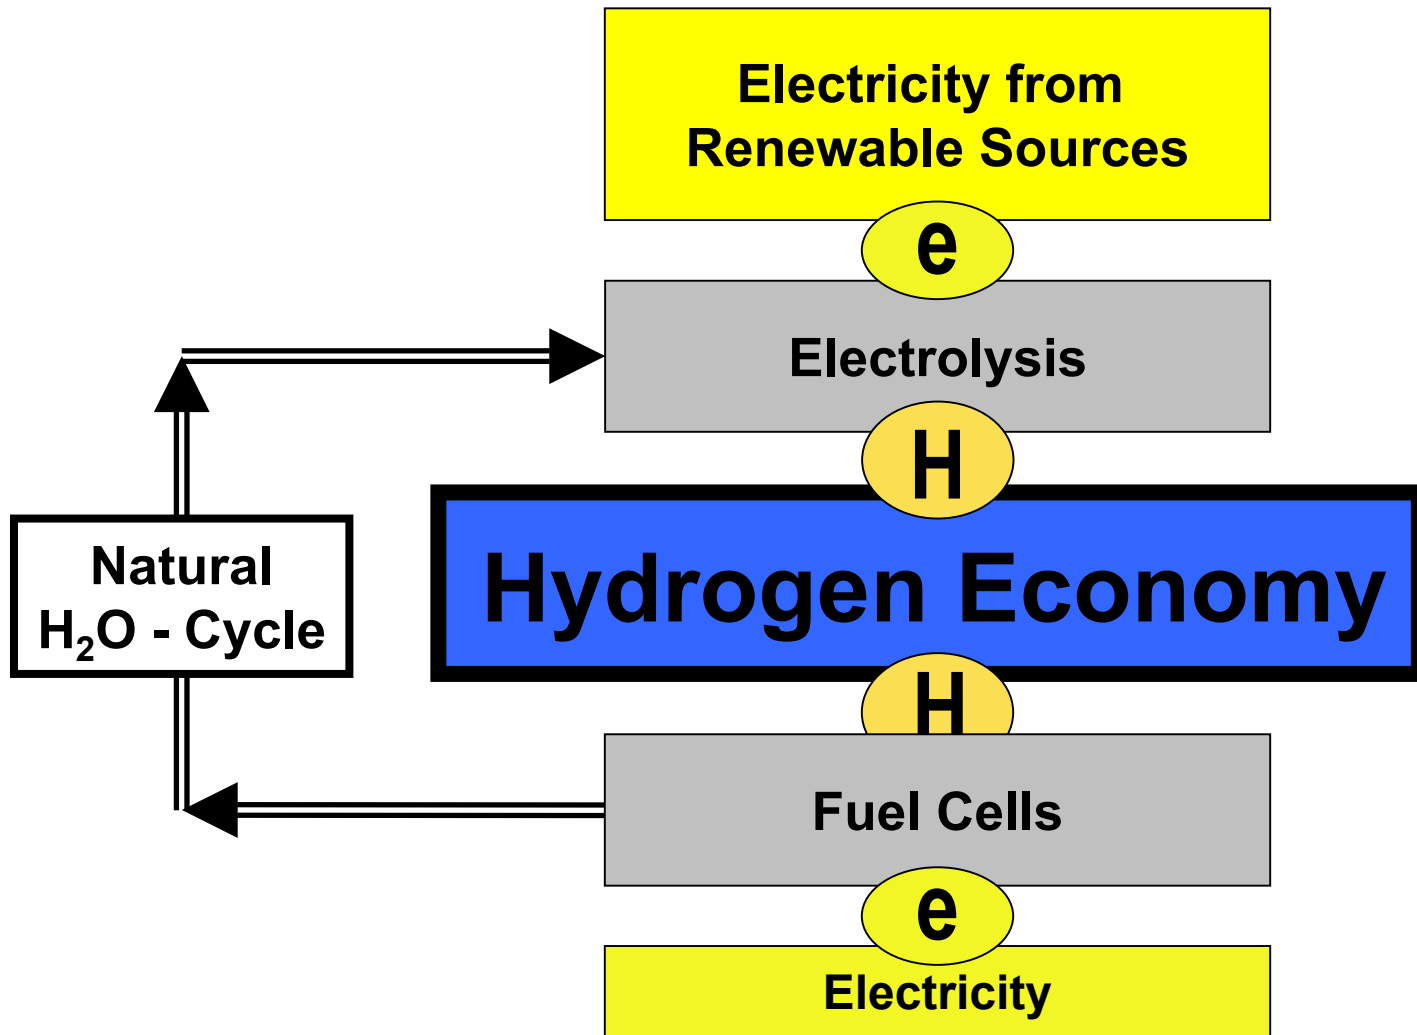 Electricity from
Renewable Sources
e
Electrolysis
H
Hydrogen Economy
Natural
H₂O - Cycle
H
Fuel Cells
e
Electricity